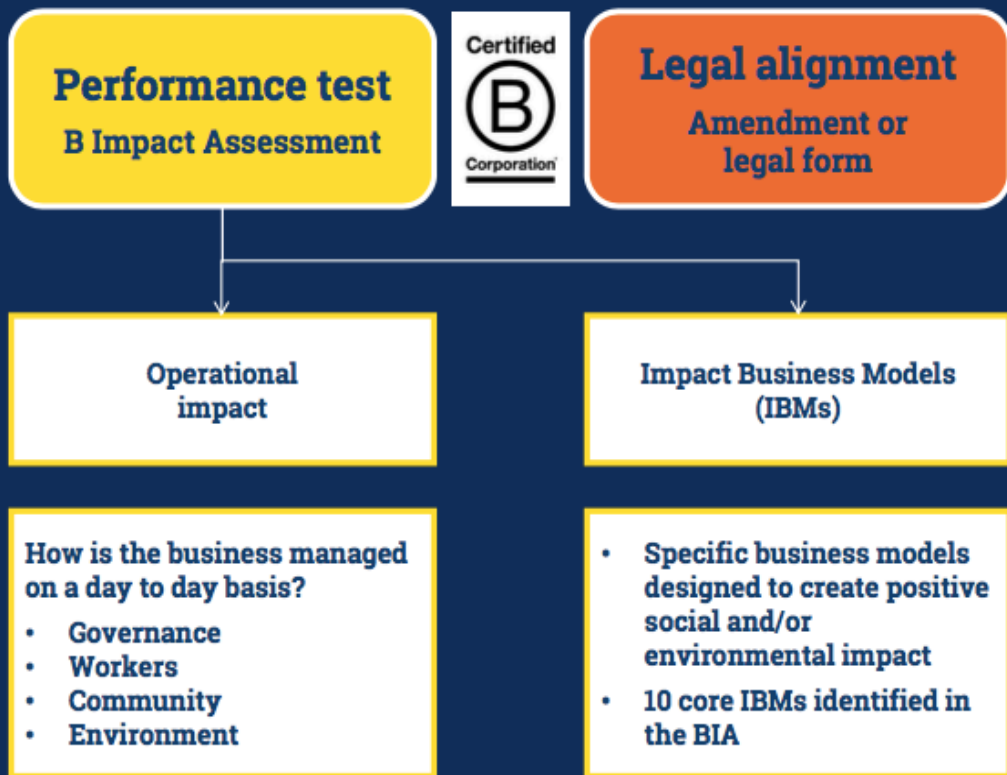 Performance test
B Impact Assessment
Certified
B
Corporation
Legal alignment
Amendment or
legal form
Operational
impact
Impact Business Models
(IBMs)
How is the business managed
on a day to day basis?
• Governance
• Workers
• Community
• Environment
• Specific business models
designed to create positive
social and/or
environmental impact
• 10 core IBMs identified in
the BIA